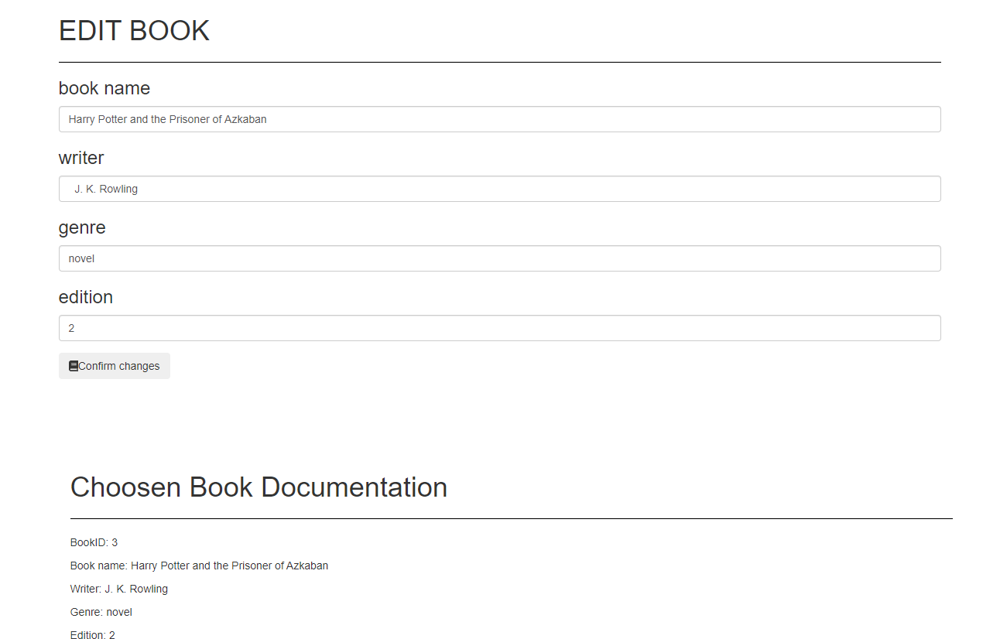 EDIT BOOK
book name
Harry Potter and the Prisoner of Azkaban
writer
J. K. Rowling
genre
novel
edition
2
Confirm changes
Choosen Book Documentation
BookID: 3
Book name: Harry Potter and the Prisoner of Azkaban
Writer: J. K. Rowling
Genre: novel
Edition: 2